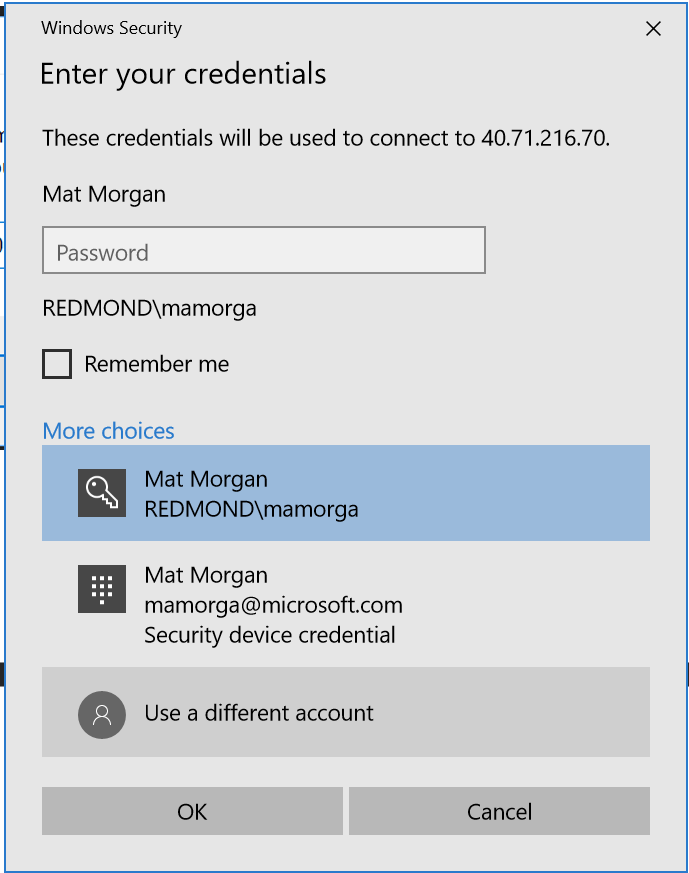 Windows Security
Enter your credentials
These credentials will be used to connect to 40.71.216.70.
Mat Morgan
Password
REDMOND\mamorga
Remember me
More choices
Mat Morgan
REDMOND\mamorga
Mat Morgan
mamorga@microsoft.com
Security device credential
Use a different account
OK
Cancel